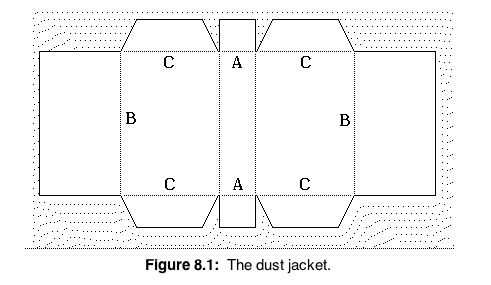 C A C
B B
C A C
Figure 8.1: The dust jacket.